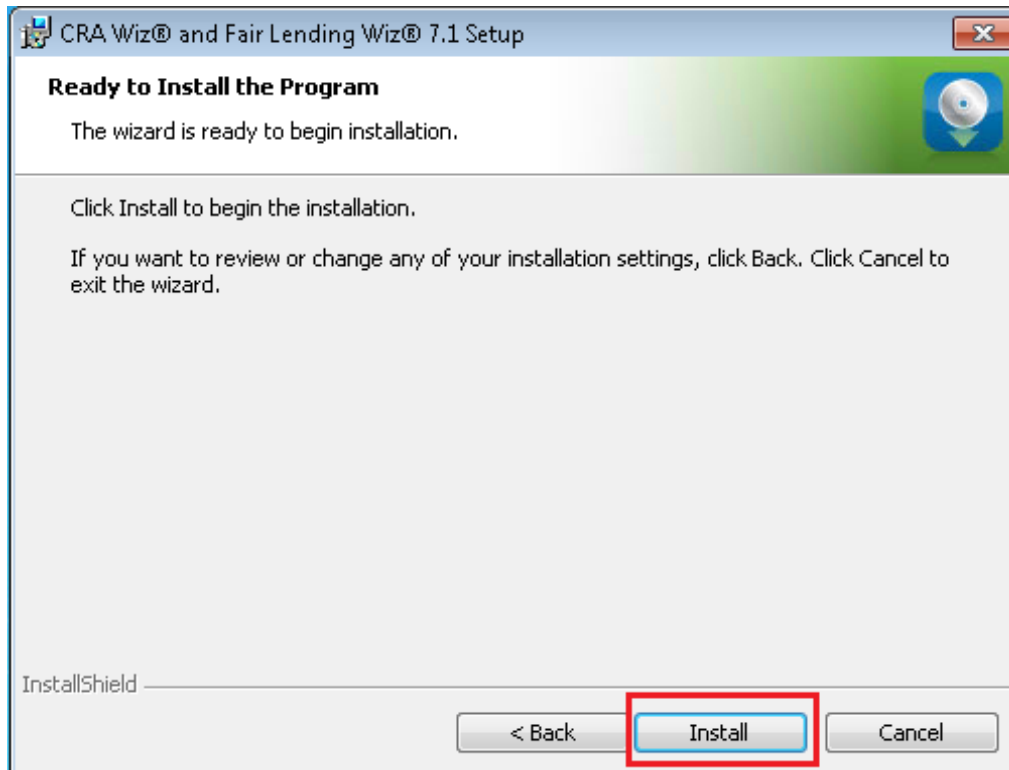 CRA Wiz® and Fair Lending Wiz® 7.1 Setup
Ready to Install the Program
The wizard is ready to begin installation.
Click Install to begin the installation.
If you want to review or change any of your installation settings, click Back. Click Cancel to
exit the wizard.
InstallShield
< Back
Install
Cancel